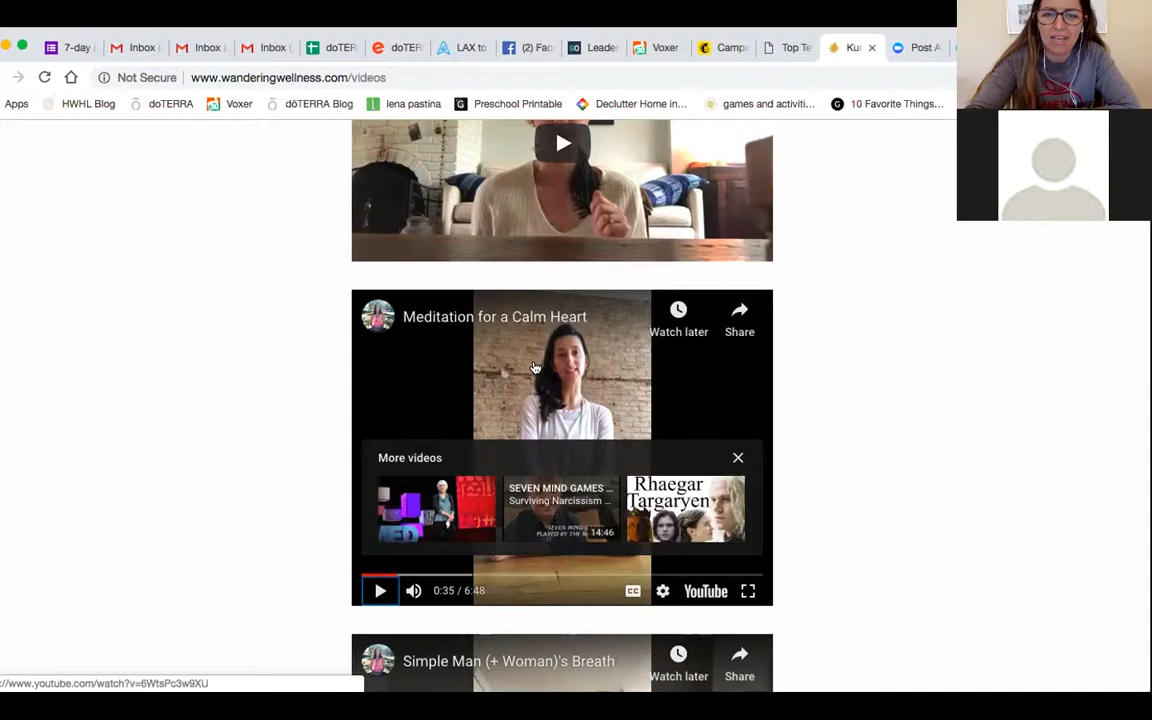 7-day Inbox Inbox ( Inbox ( doTER doTER LAX to (2) Fac Leader Voxer - Campa Top Te Kun Post A
Not Secure www.wanderingwellness.com/videos
Apps HWHL Blog doTERRA Voxer dōTERRA Blog lena pastina Preschool Printable Declutter Home in... games and activiti... 10 Favorite Things...
Meditation for a Calm Heart
Watch later Share
More videos
SEVEN MIND GAMES ...
Surviving Narcissism ...
14:46
Rhaegar
Targaryen
0:35 / 6:48 YouTube
Simple Man (+ Woman)'s Breath
Watch later Share
://www.youtube.com/watch?v=6WtsPc3w9XU